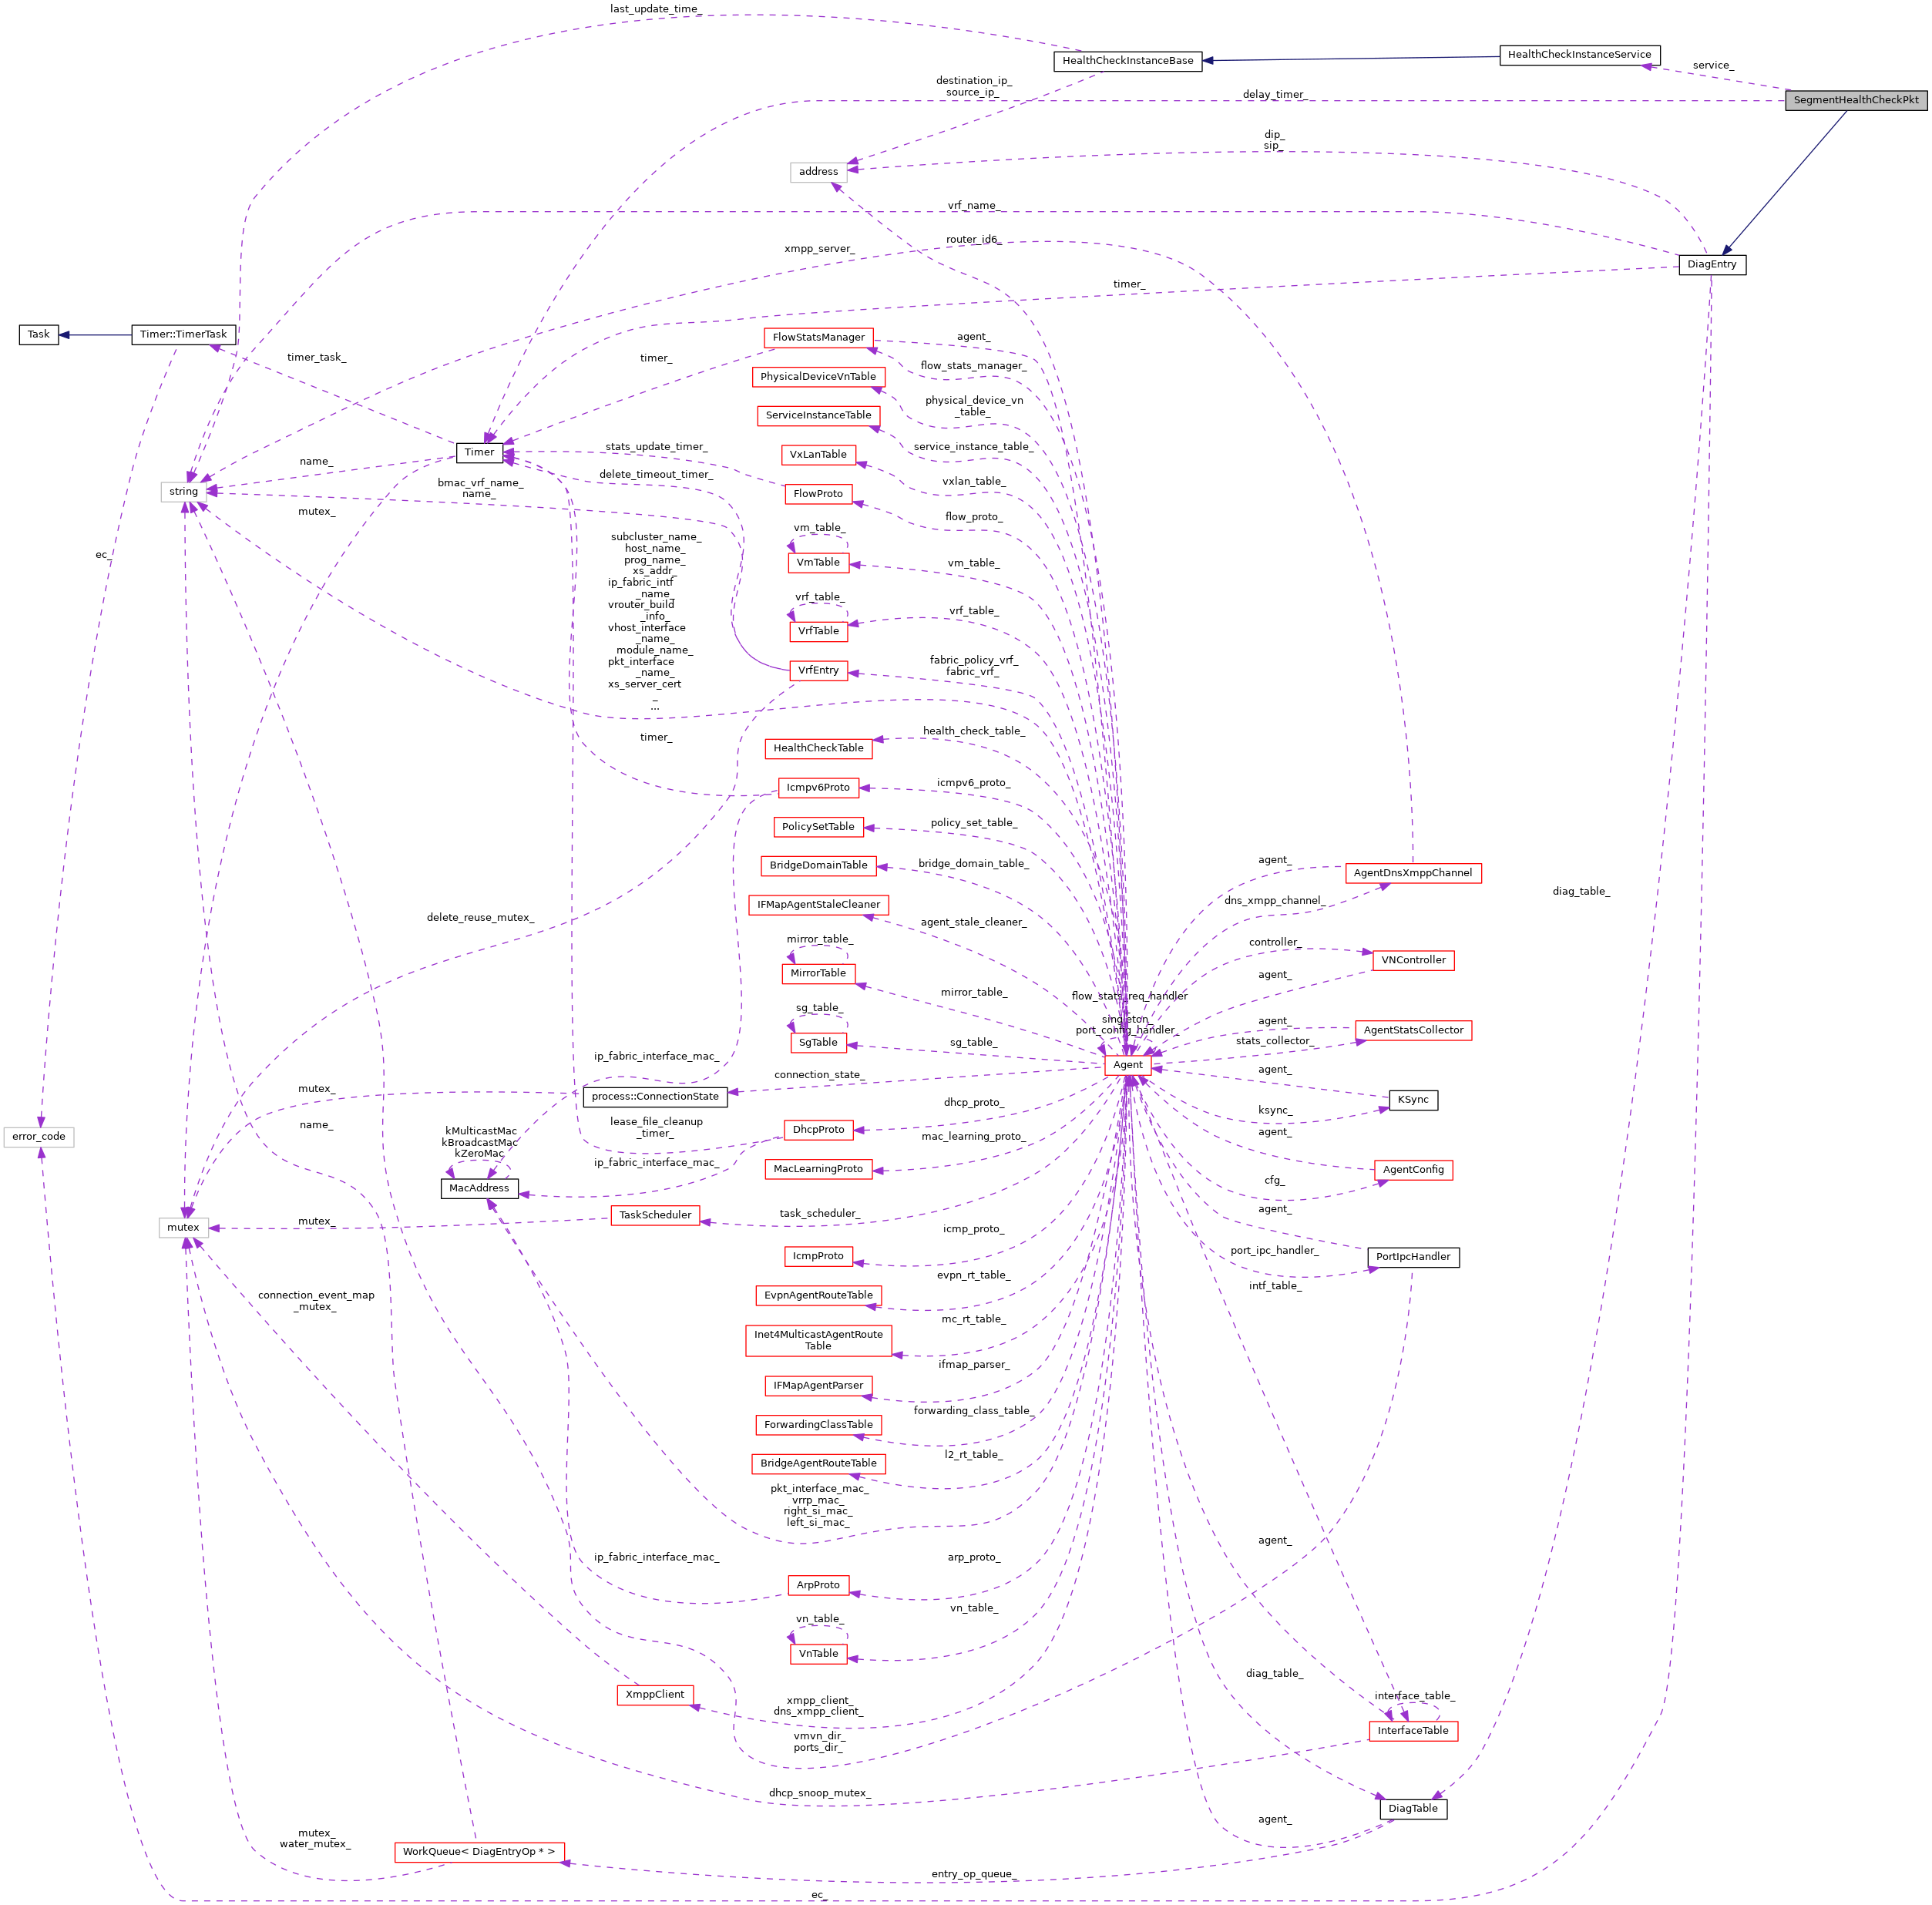 last_update_time_
HealthCheckInstanceService
HealthCheckInstanceBase
service_
destination_ip_
source_ip_
delay_timer_
SegmentHealthCheckPkt
dip_
sip_
address
vrf_name_
router_id6_
xmpp_server_
DiagEntry
timer_
Task
Timer::TimerTask
FlowStatsManager
agent_
timer_task_
timer_
flow_stats_manager_
PhysicalDeviceVnTable
physical_device_vn
_table_
ServiceInstanceTable
Timer
stats_update_timer_
service_instance_table_
VxLanTable
name_
delete_timeout_timer_
bmac_vrf_name_
name_
vxlan_table_
string
FlowProto
mutex_
flow_proto_
vm_table_
subcluster_name_
host_name_
prog_name_
xs_addr_
ip_fabric_intf
_name_
vrouter_build
_info_
vhost_interface
_name_
module_name_
pkt_interface
_name_
xs_server_cert
_
...
ec_
VmTable
vm_table_
vrf_table_
vrf_table_
VrfTable
fabric_policy_vrf_
fabric_vrf_
VrfEntry
timer_
health_check_table_
HealthCheckTable
icmpv6_proto_
Icmpv6Proto
policy_set_table_
PolicySetTable
bridge_domain_table_
BridgeDomainTable
agent_
AgentDnsXmppChannel
diag_table_
dns_xmpp_channel_
IFMapAgentStaleCleaner
delete_reuse_mutex_
agent_stale_cleaner_
mirror_table_
controller_
VNController
MirrorTable
agent_
mirror_table_
flow_stats_req_handler
_
singleton_
port_config_handler_
sg_table_
agent_
AgentStatsCollector
SgTable
sg_table_
stats_collector_
ip_fabric_interface_mac_
Agent
agent_
connection_state_
mutex_
process::ConnectionState
KSync
dhcp_proto_
ksync_
name_
lease_file_cleanup
_timer_
DhcpProto
agent_
error_code
kMulticastMac
kBroadcastMac
kZeroMac
mac_learning_proto_
ip_fabric_interface_mac_
MacLearningProto
AgentConfig
cfg_
MacAddress
TaskScheduler
task_scheduler_
agent_
mutex
mutex_
icmp_proto_
IcmpProto
port_ipc_handler_
PortIpcHandler
evpn_rt_table_
intf_table_
connection_event_map
_mutex_
EvpnAgentRouteTable
mc_rt_table_
Inet4MulticastAgentRoute
Table
ifmap_parser_
IFMapAgentParser
forwarding_class_table_
ForwardingClassTable
l2_rt_table_
BridgeAgentRouteTable
pkt_interface_mac_
vrrp_mac_
right_si_mac_
left_si_mac_
agent_
ip_fabric_interface_mac_
arp_proto_
ArpProto
vn_table_
vn_table_
VnTable
diag_table_
XmppClient
xmpp_client_
dns_xmpp_client_
interface_table_
InterfaceTable
vmvn_dir_
ports_dir_
dhcp_snoop_mutex_
DiagTable
agent_
mutex_
water_mutex_
WorkQueue< DiagEntryOp * >
entry_op_queue_
ec_